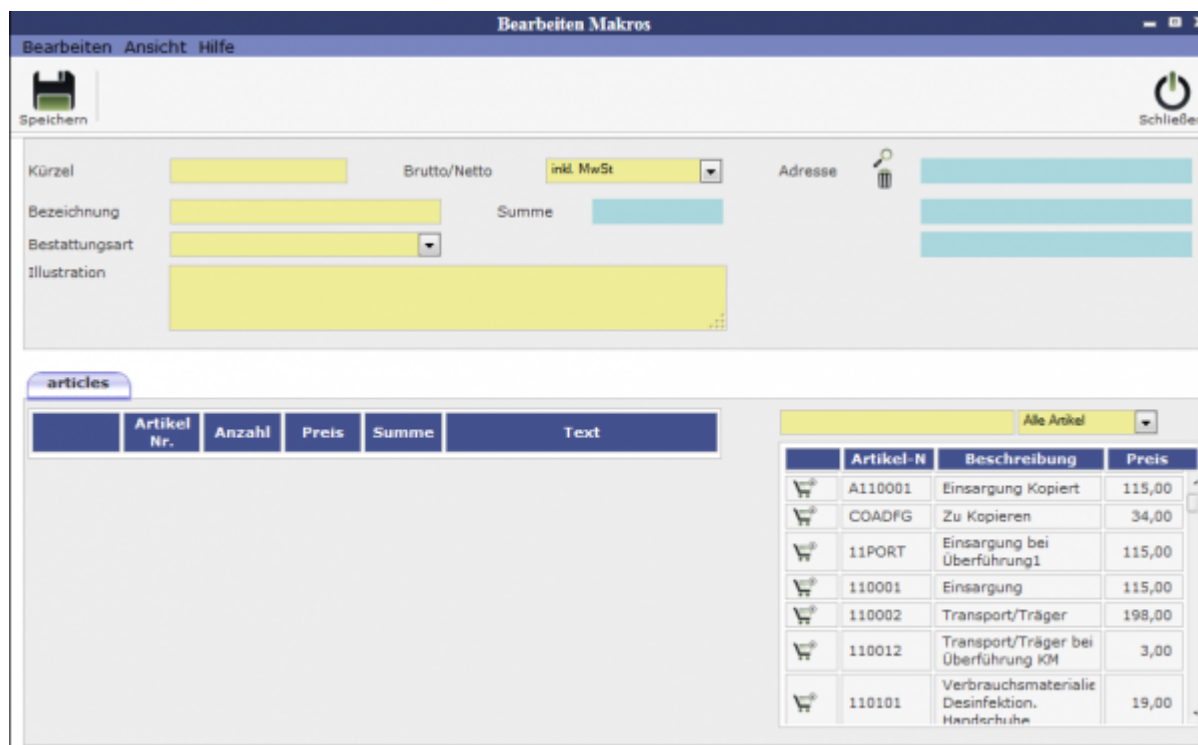 Bearbeiten Makros
Bearbeiten Ansicht Hilfe
Speichern
Kürzel
Brutto/Netto
inkl. MwSt
Adresse
Bezeichnung
Summe
Bestattungsart
Illustration
articles
Artikel Nr.
Anzahl
Preis
Summe
Text
Alle Artikel
Artikel-N Beschreibung Preis
A110001 Einsargung Kopiert 115,00
COADFG Zu Kopieren 34,00
11PORT Einsargung bei
Überführung1 115,00
110001 Einsargung 115,00
110002 Transport/Träger 198,00
110012 Transport/Träger bei
Überführung KM 3,00
110101 Verbrauchsmaterialie
Desinfektion. 19,00
Handschuhe